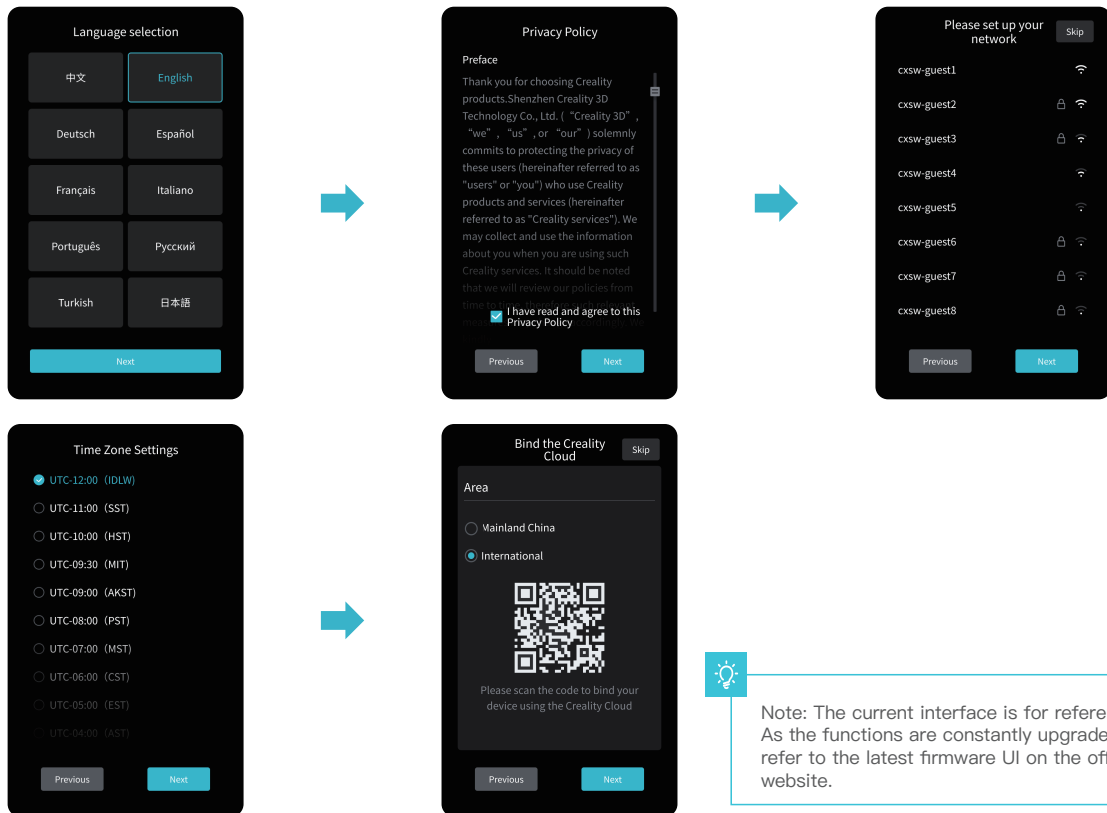 Language selection
中文
English
Deutsch
Español
Français
Italiano
Português
Русский
Turkish
日本語
Next
Privacy Policy
Preface
Thank you for choosing Creality
products.Shenzhen Creality 3D
Technology Co., Ltd. ( “Creality 3D” ,
“we” , “us” , or “our” ) solemnly
commits to protecting the privacy of
these users (hereinafter referred to as
"users" or "you") who use Creality
products and services (hereinafter
referred to as "Creality services"). We
may collect and use the information
about you when you are using such
Creality services. It should be noted
that we will review our policies from
time to time, therefore such relevant
I have read and agree to this
Privacy Policy
Previous
Next
Please set up your
network
Skip
cxsw-guest1
cxsw-guest2
cxsw-guest3
cxsw-guest4
cxsw-guest5
cxsw-guest6
cxsw-guest7
cxsw-guest8
Previous
Next
Time Zone Settings
UTC-12:00（IDLW)
UTC-11:00（SST)
UTC-10:00（HST)
UTC-09:30（MIT)
UTC-09:00（AKST)
UTC-08:00（PST)
UTC-07:00（MST)
UTC-06:00（CST)
UTC-05:00（EST)
UTC-04:00（AST)
Previous
Next
Bind the Creality
Cloud
Skip
Area
Mainland China
International
Please scan the code to bind your
device using the Creality Cloud
Previous
Next
Note: The current interface is for refere
As the functions are constantly upgrade
refer to the latest firmware UI on the off
website.